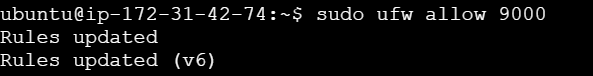 ubuntu@ip-172-31-42-74:~$ sudo ufw allow 9000
Rules updated
Rules updated (v6)